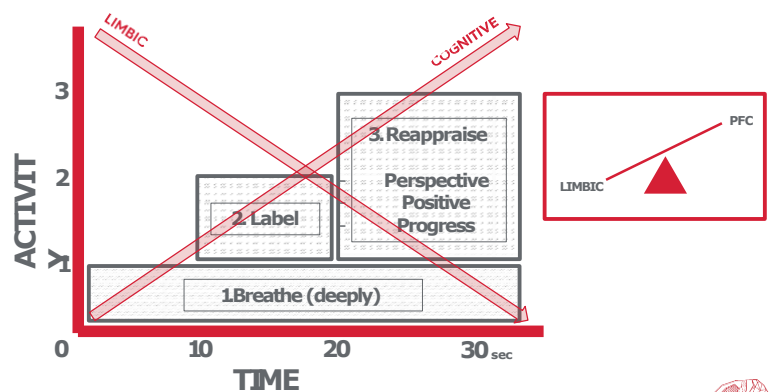 LIMBIC
COGNITIVE
3
3. Reappraise
PFC
ACTIVIT
Y
2
Perspective
LIMBIC
Positive
2. Label
Progress
1
1.Breathe (deeply)
0
10
20
30 sec
TIME